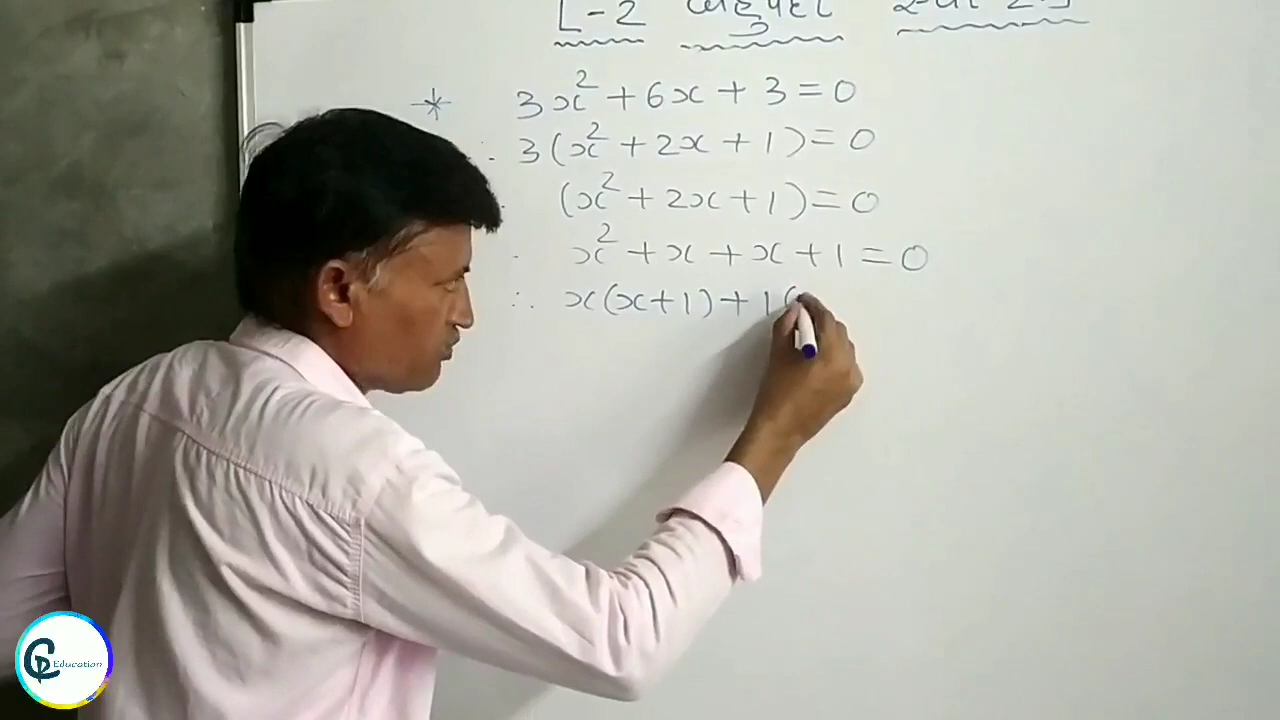 L-2
* 3x² + 6x + 3 = 0
∴ 3(x² + 2x + 1) = 0
(x² + 2x + 1) = 0
x² + x + x + 1 = 0
∴ x(x+1) + 1(
Education